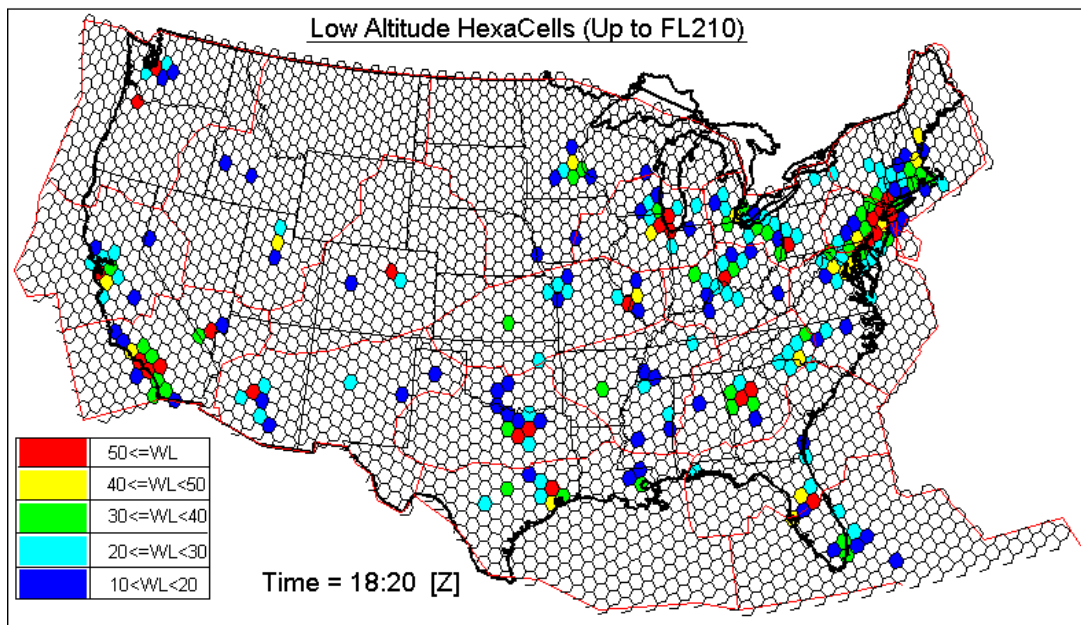 Low Altitude HexaCells (Up to FL210)
50<=WL
40<=WL<50
30<=WL<40
20<=WL<30
10<WL<20
Time = 18:20 [Z]